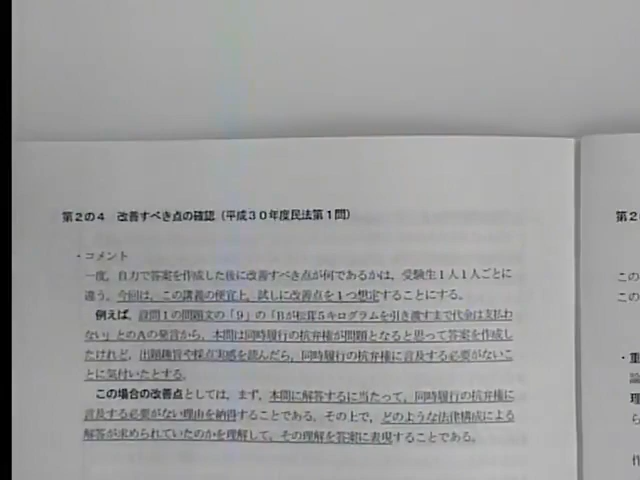 第2の4 改善すべき点の確認(平成30年度民法第1問)
・コメント
一度、自力で答案を作成した後に改善すべき点が何であるかは、受験生1人1人ごとに
違う。今回は、この講義の便宜上、試しに改善点を1つ想定することにする。
例えば、設問1の問題文の「9」の「Bが松茸5キログラムを引き渡すまで代金は支払わ
ない」とのAの発言から、本問は同時履行の抗弁権が問題となると思って答案を作成し
たけれど、出題趣旨や採点実感を読んだら、同時履行の抗弁権に言及する必要がないこ
とに気付いたとする。
この場合の改善点としては、まず、本問に解答するに当たって、同時履行の抗弁権に
言及する必要がない理由を納得することである。その上で、どのような法律構成による
解答が求められていたのかを理解して、その理解を答案に表現することである。
第2
この
この
・重
論
理
ら
作